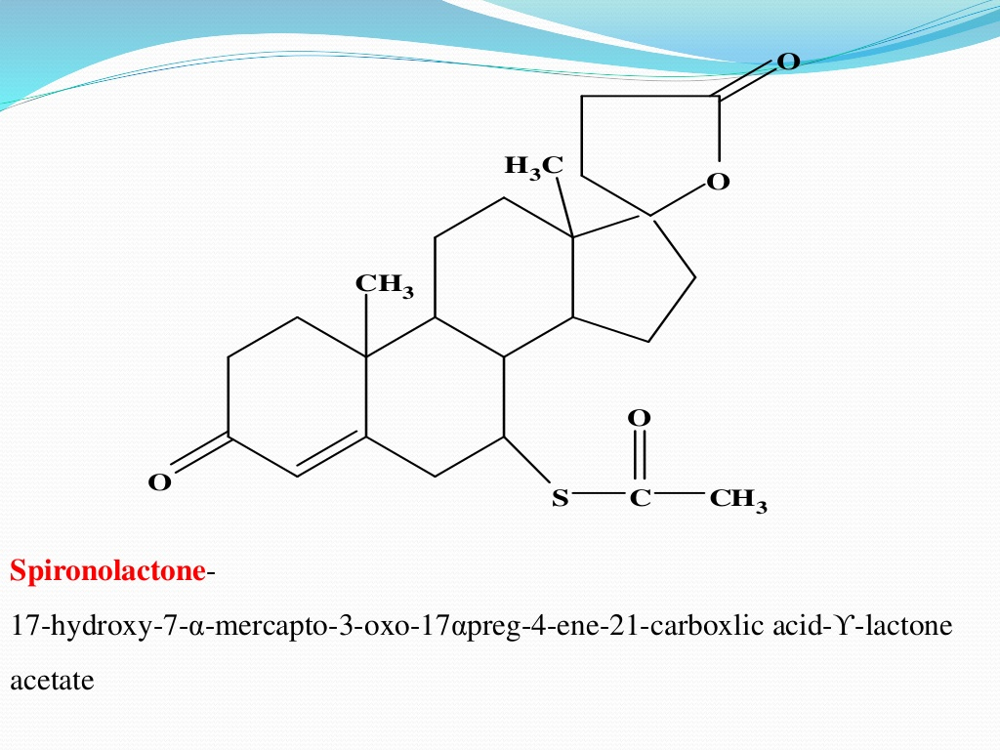 O
H₃C
O
CH₃
O
O
S
C
CH₃
Spironolactone-
17-hydroxy-7-α-mercapto-3-oxo-17αpreg-4-ene-21-carboxlic acid-ϒ-lactone
acetate